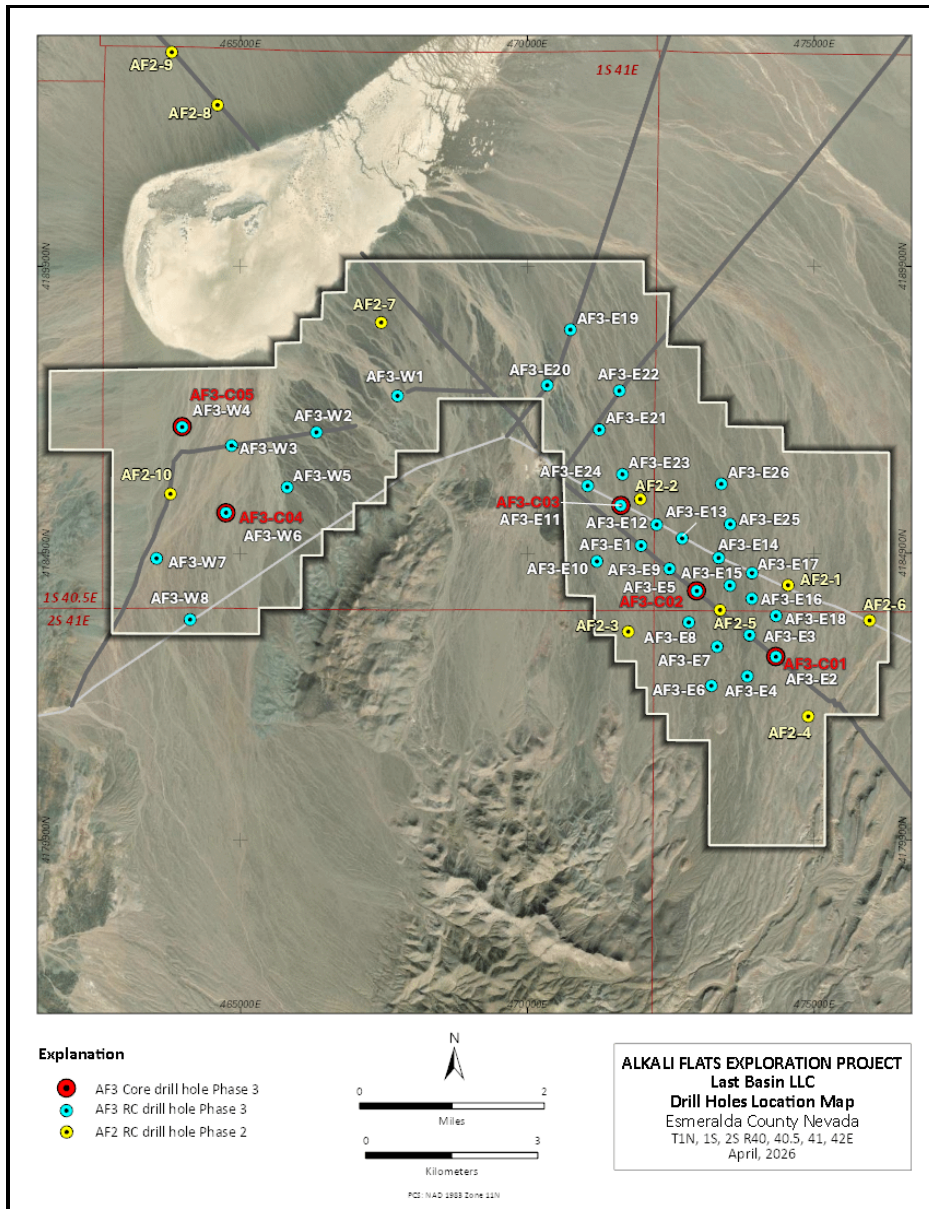 465000E
470000E
475000E
AF2-9
1S 41E
AF2-8
4189900N
4189900N
AF2-7
AF3-E19
AF3-W1
AF3-E20
AF3-E22
AF3-C05
AF3-W4
AF3-W2
AF3-E21
AF3-W3
AF2-10
AF3-W5
AF3-E24
AF3-E23
AF3-E26
AF2-2
AF3-C03
AF3-C04
AF3-E11
AF3-E12
AF3-E13
AF3-E25
AF3-W6
AF3-E1
AF3-E14
4184900N
4184900N
AF3-W7
AF3-E10
AF3-E9
AF3-E15
AF3-E17
AF3-E5
AF2-1
1S 40.5E
AF3-C02
AF3-E16
AF2-6
2S 41E
AF3-W8
AF2-3
AF2-5
AF3-E18
AF3-E8
AF3-E3
AF3-E7
AF3-C01
AF3-E2
AF3-E6
AF3-E4
AF2-4
4179900N
4179900N
465000E
470000E
475000E
Explanation
AF3 Core drill hole Phase 3
AF3 RC drill hole Phase 3
AF2 RC drill hole Phase 2
N
0 2
Miles
0 3
Kilometers
PCS: NAD 1983 Zone 11N
ALKALI FLATS EXPLORATION PROJECT
Last Basin LLC
Drill Holes Location Map
Esmeralda County Nevada
T1N, 1S, 2S R40, 40.5, 41, 42E
April, 2026